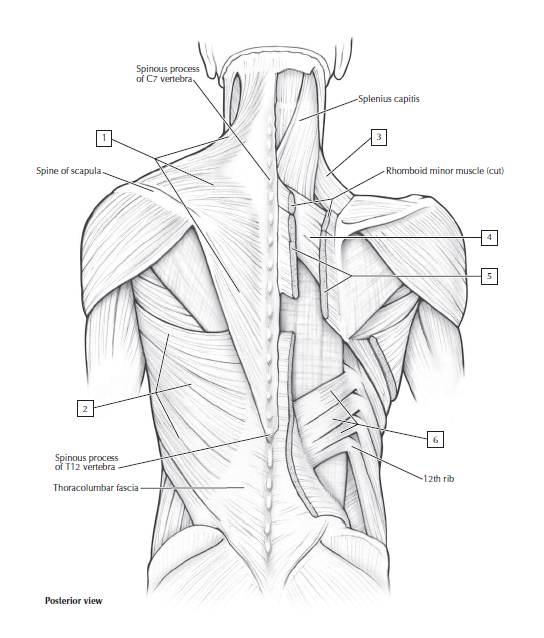 Spinous process
of C7 vertebra
Splenius capitis
1
3
Spine of scapula
Rhomboid minor muscle (cut)
4
5
2
6
Spinous process
of T12 vertebra
12th rib
Thoracolumbar fascia
Posterior view